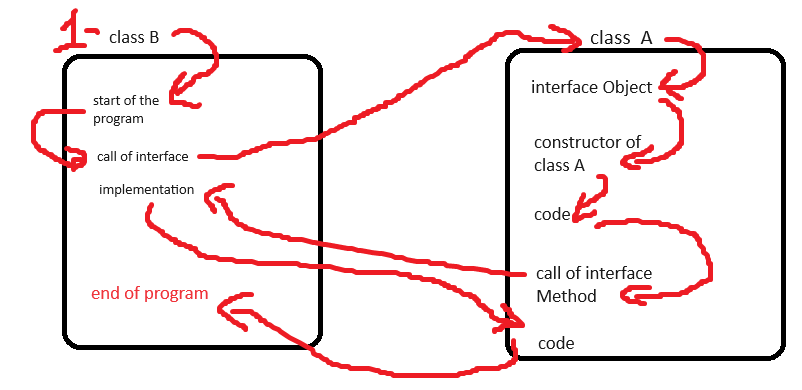 1- class B
start of the
program
call of interface
implementation
end of program
class A
interface Object
constructor of
class A
code
call of interface
Method
code